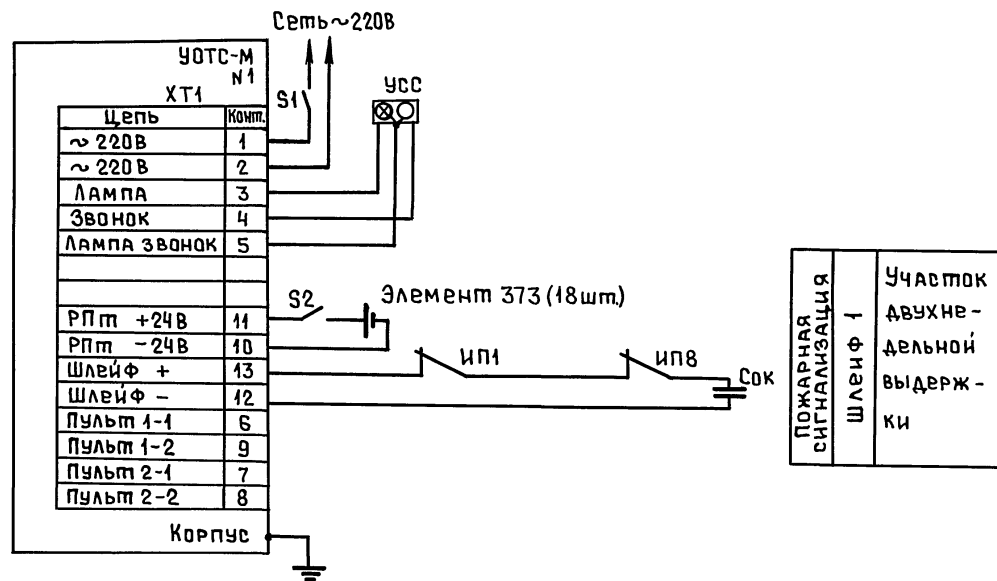 Сеть ~ 220В
УОТС-М
N1
УСС
ХТ1
S1
Цепь Конт.
~ 220В 1
~ 220В 2
Лампа 3
Звонок 4
Лампа звонок 5
РПт +24В 11
РПт -24В 10
Шлейф + 13
Шлейф - 12
Пульт 1-1 6
Пульт 1-2 9
Пульт 2-1 7
Пульт 2-2 8
Корпус
S2
Элемент 373 (18шт.)
ИП1
ИП8
Сок
Пожарная
сигнализация
Шлейф 1
Участок
двухне-
дельной
выдерж-
ки